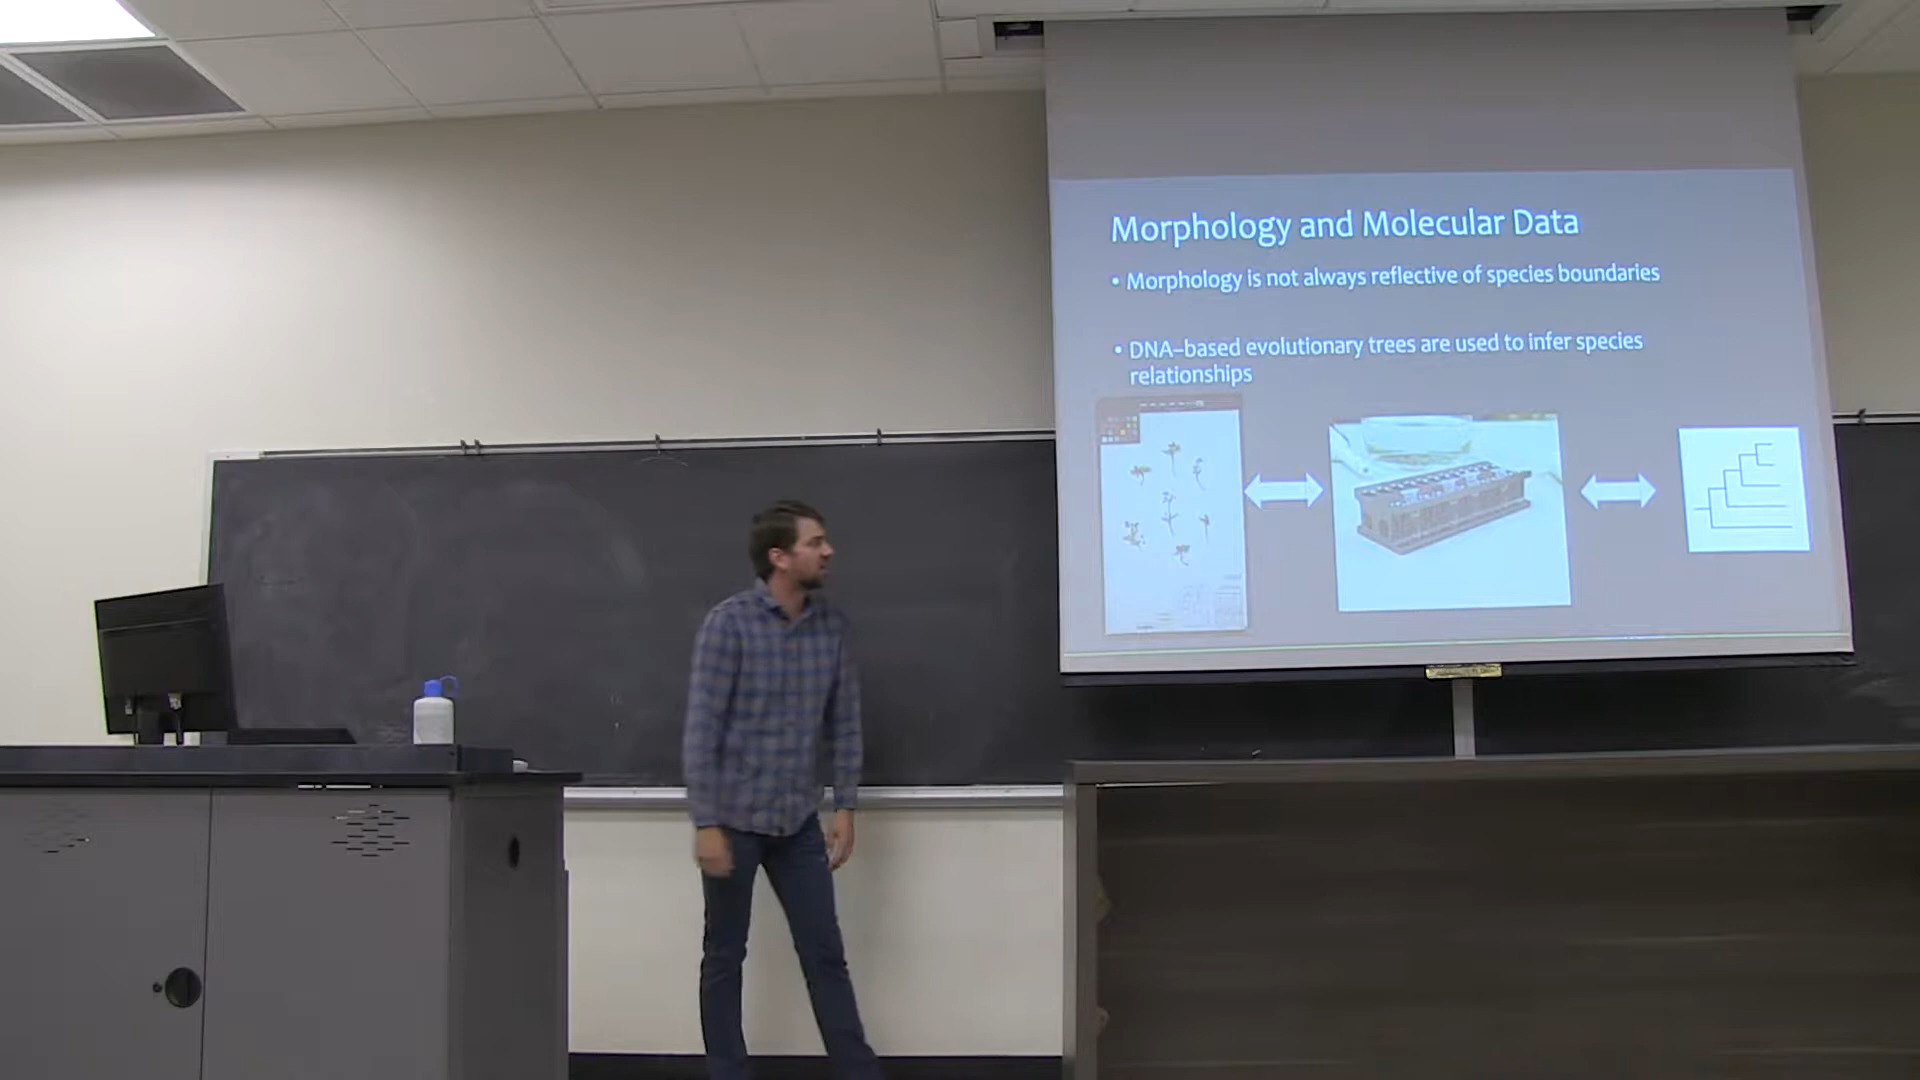 Morphology and Molecular Data
• Morphology is not always reflective of species boundaries
• DNA–based evolutionary trees are used to infer species
relationships